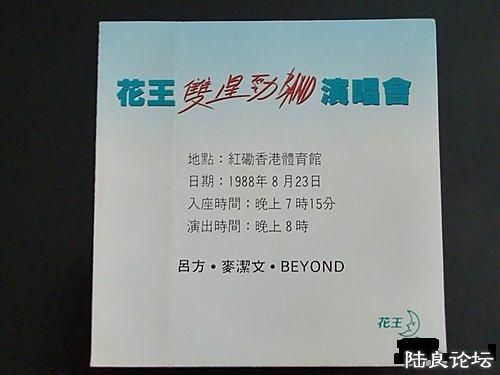 花王雙星勁BAND演唱會
地點：紅磡香港體育館
日期：1988年8月23日
入座時間：晚上7時15分
演出時間：晚上8時
呂方・麥潔文・BEYOND
花王
陆良论坛